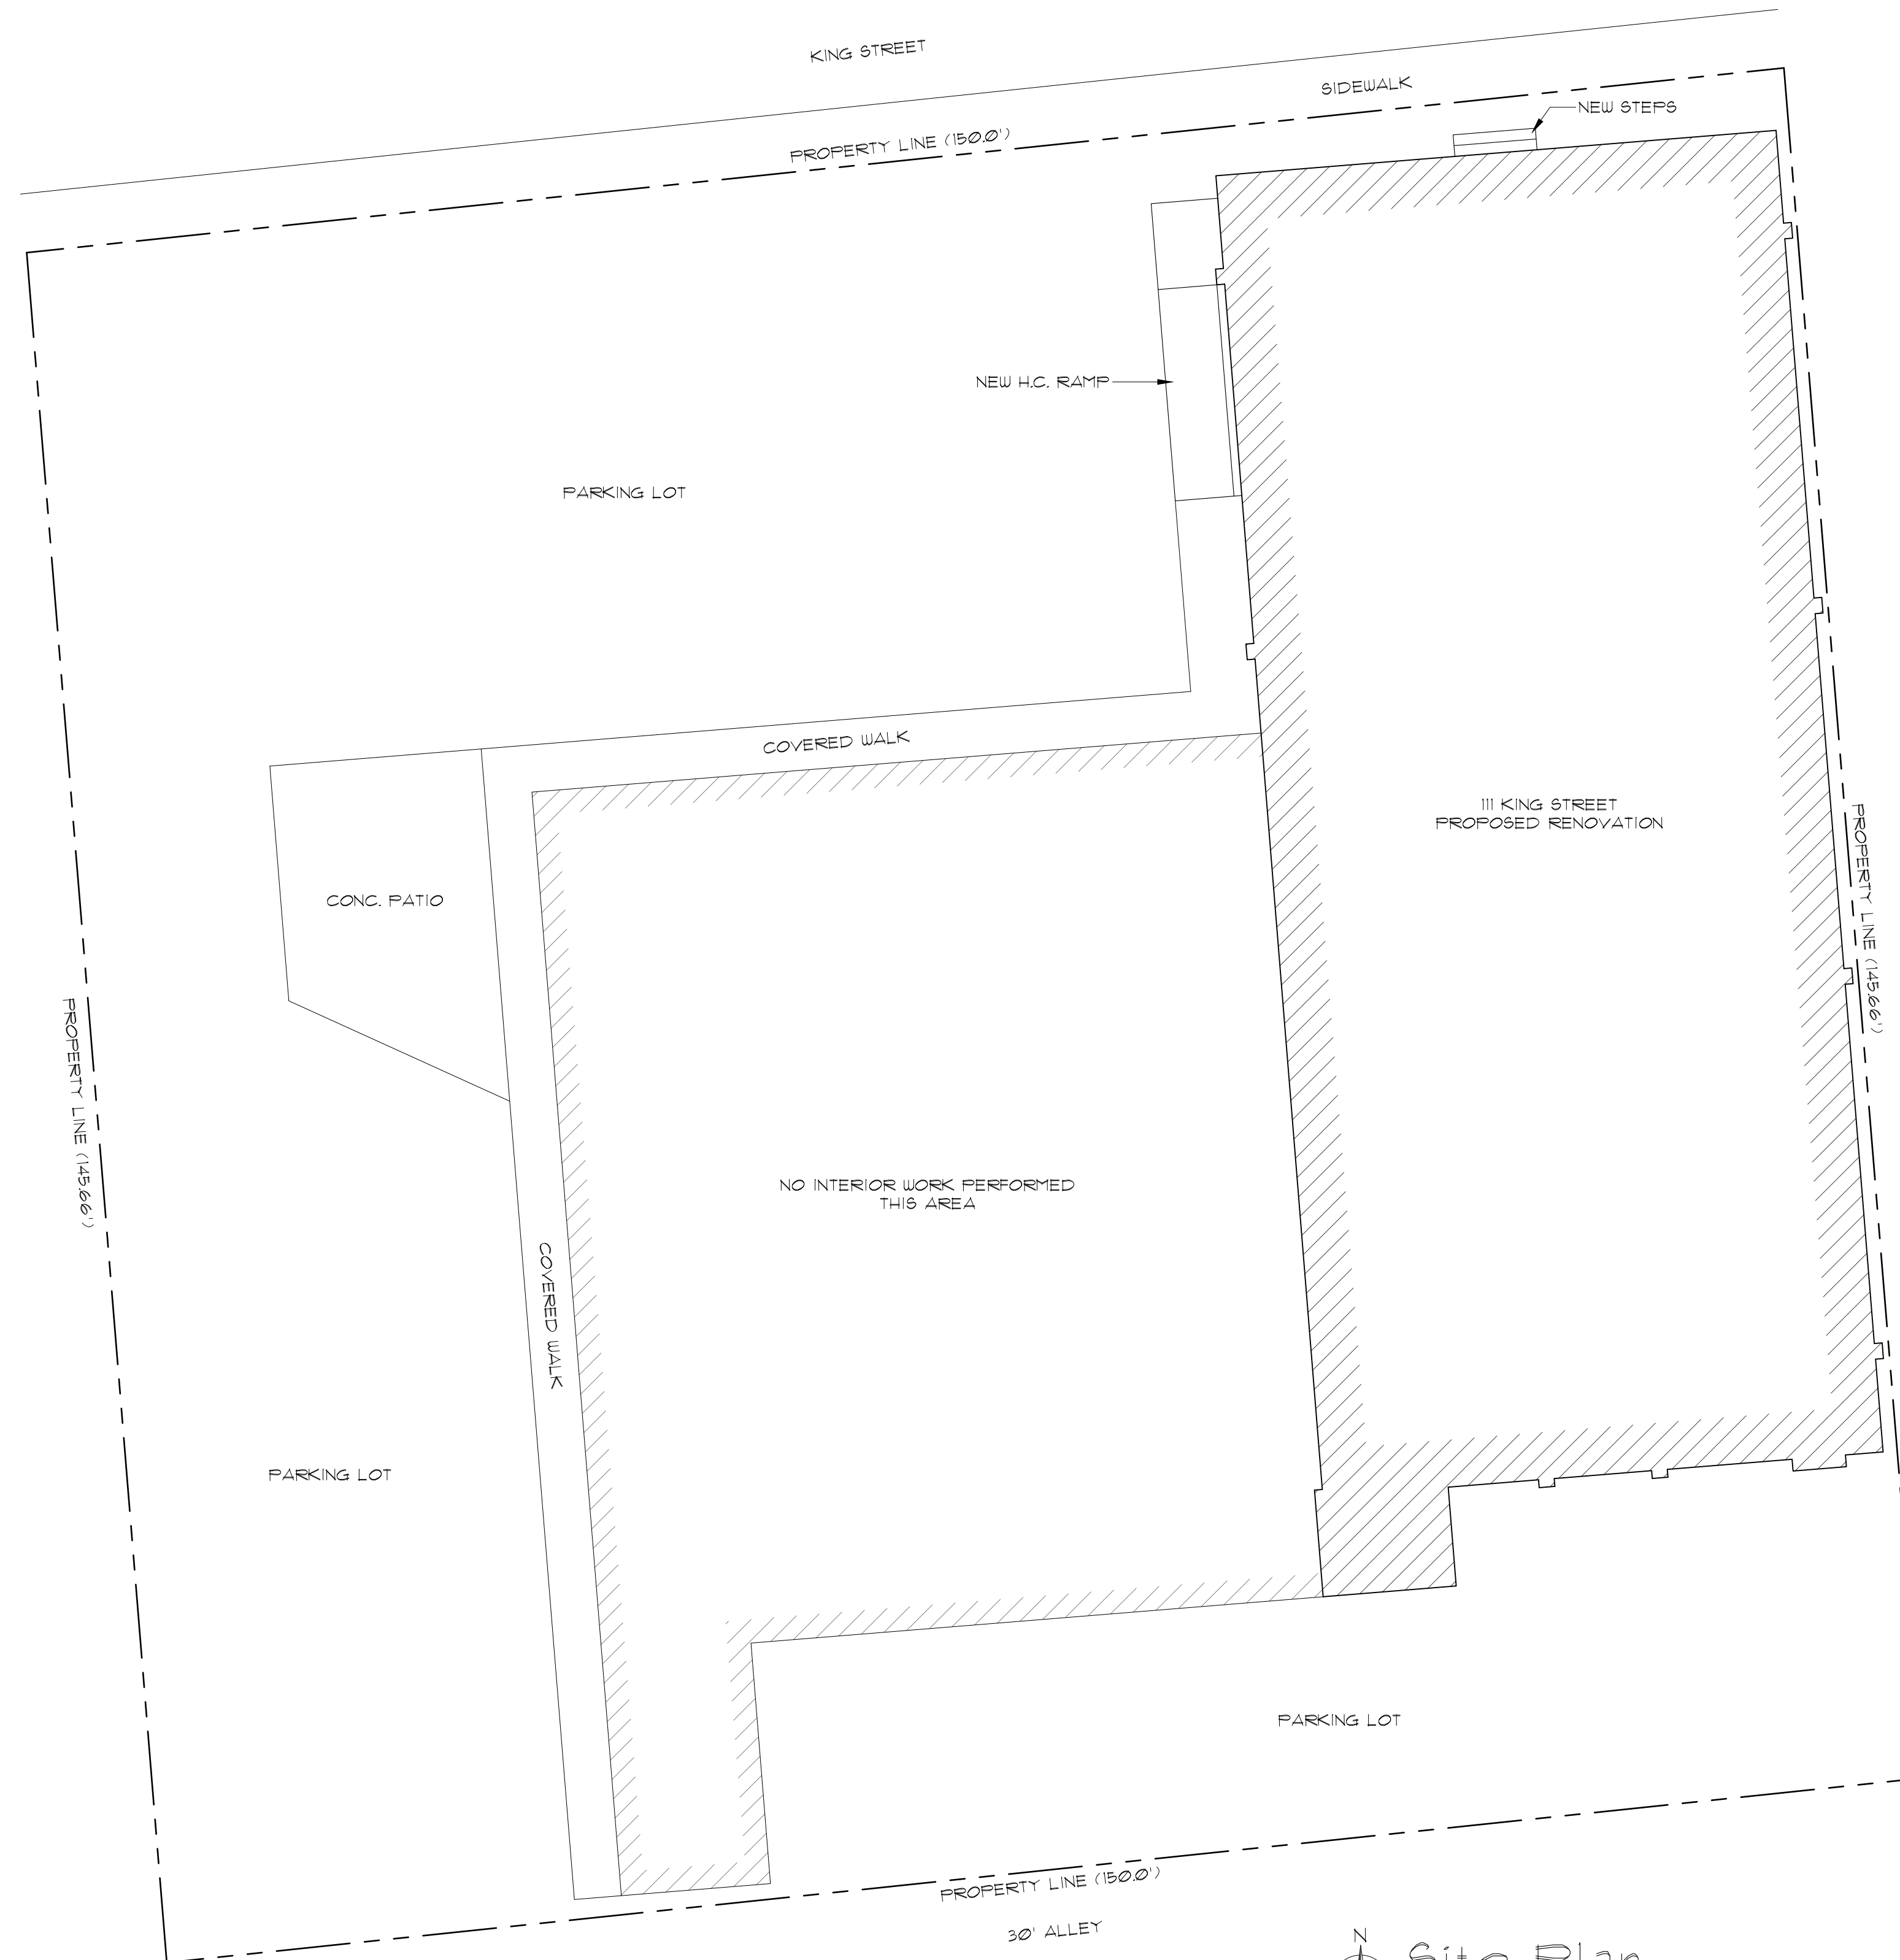 KING STREET
SIDEWALK
NEW STEPS
PROPERTY LINE (150.0')
NEW H.C. RAMP
PARKING LOT
COVERED WALK
111 KING STREET
PROPOSED RENOVATION
PROPERTY LINE (145.66')
CONC. PATIO
PROPERTY LINE (145.66')
NO INTERIOR WORK PERFORMED
THIS AREA
COVERED WALK
PARKING LOT
PARKING LOT
PROPERTY LINE (150.0')
30' ALLEY
N
Site Plan